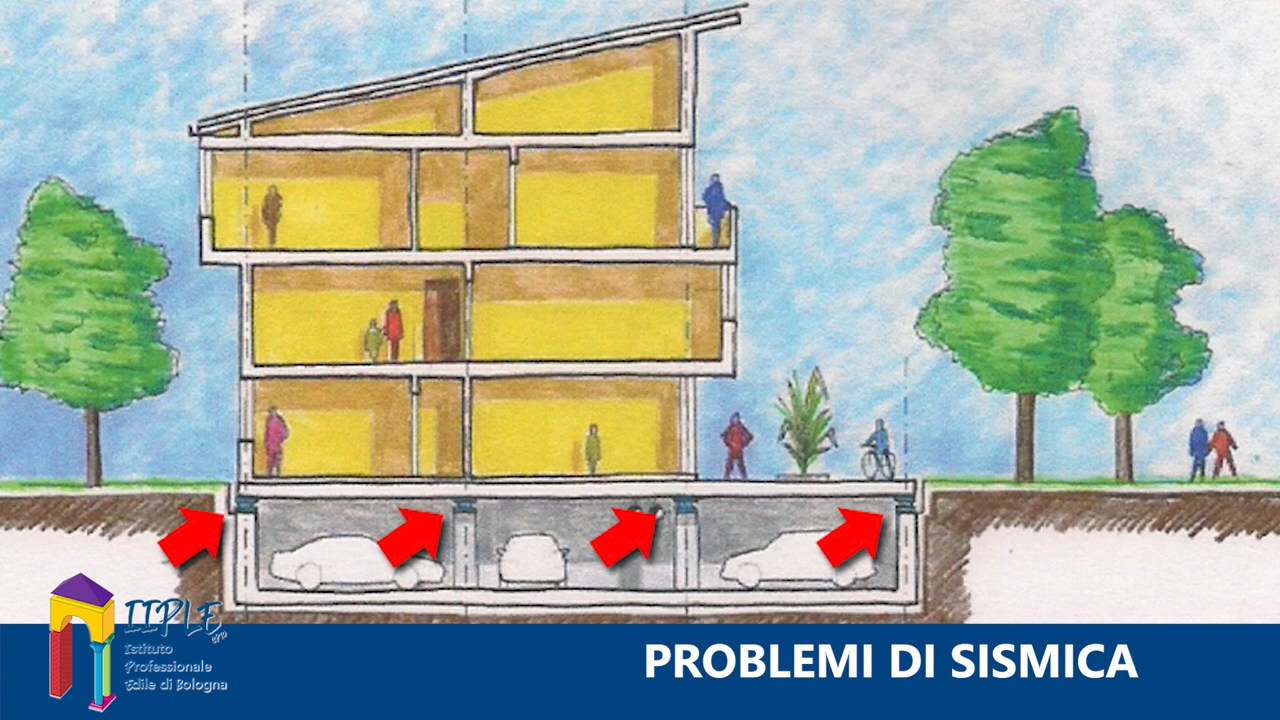 IIPLE
Istituto
Professionale
Edile di Bologna
PROBLEMI DI SISMICA